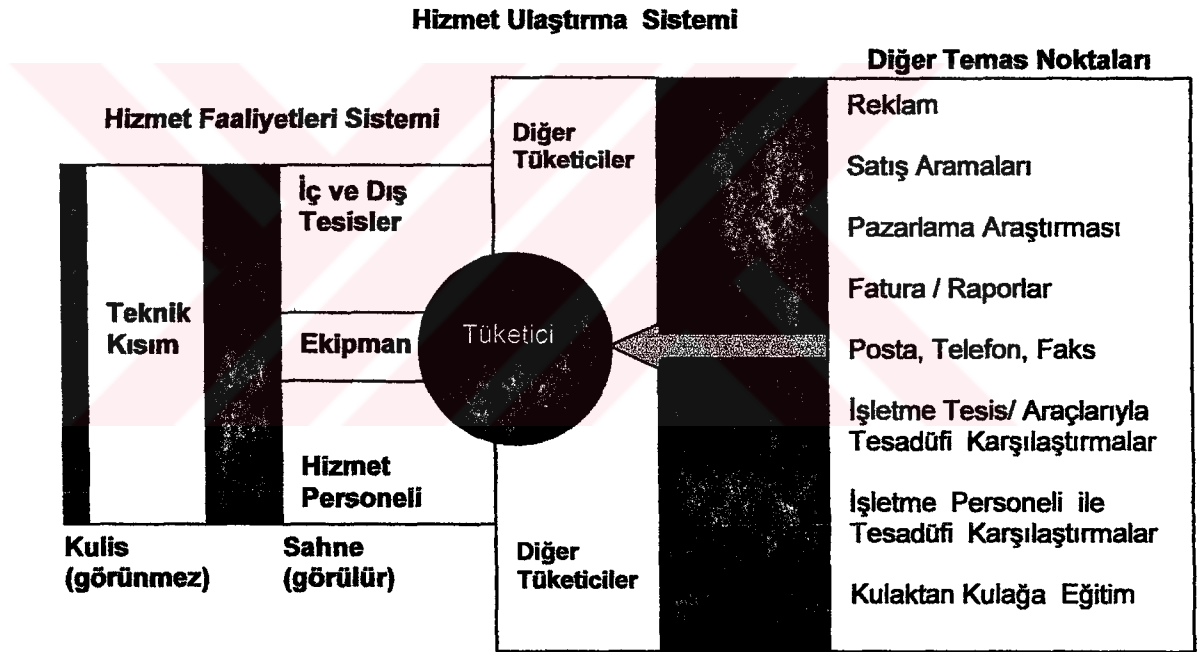 Hizmet Ulaştırma Sistemi
Diğer Temas Noktaları
Hizmet Faaliyetleri Sistemi
Diğer
Tüketiciler
İç ve Dış
Tesisler
Teknik
Kısım
Ekipman
Tüketici
Hizmet
Personeli
Kulis
(görünmez)
Sahne
(görülür)
Diğer
Tüketiciler
Reklam
Satış Aramaları
Pazarlama Araştırması
Fatura / Raporlar
Posta, Telefon, Faks
İşletme Tesis/ Araçlarıyla
Tesadüfi Karşılaştırmalar
İşletme Personeli ile
Tesadüfi Karşılaştırmalar
Kulaktan Kulağa Eğitim